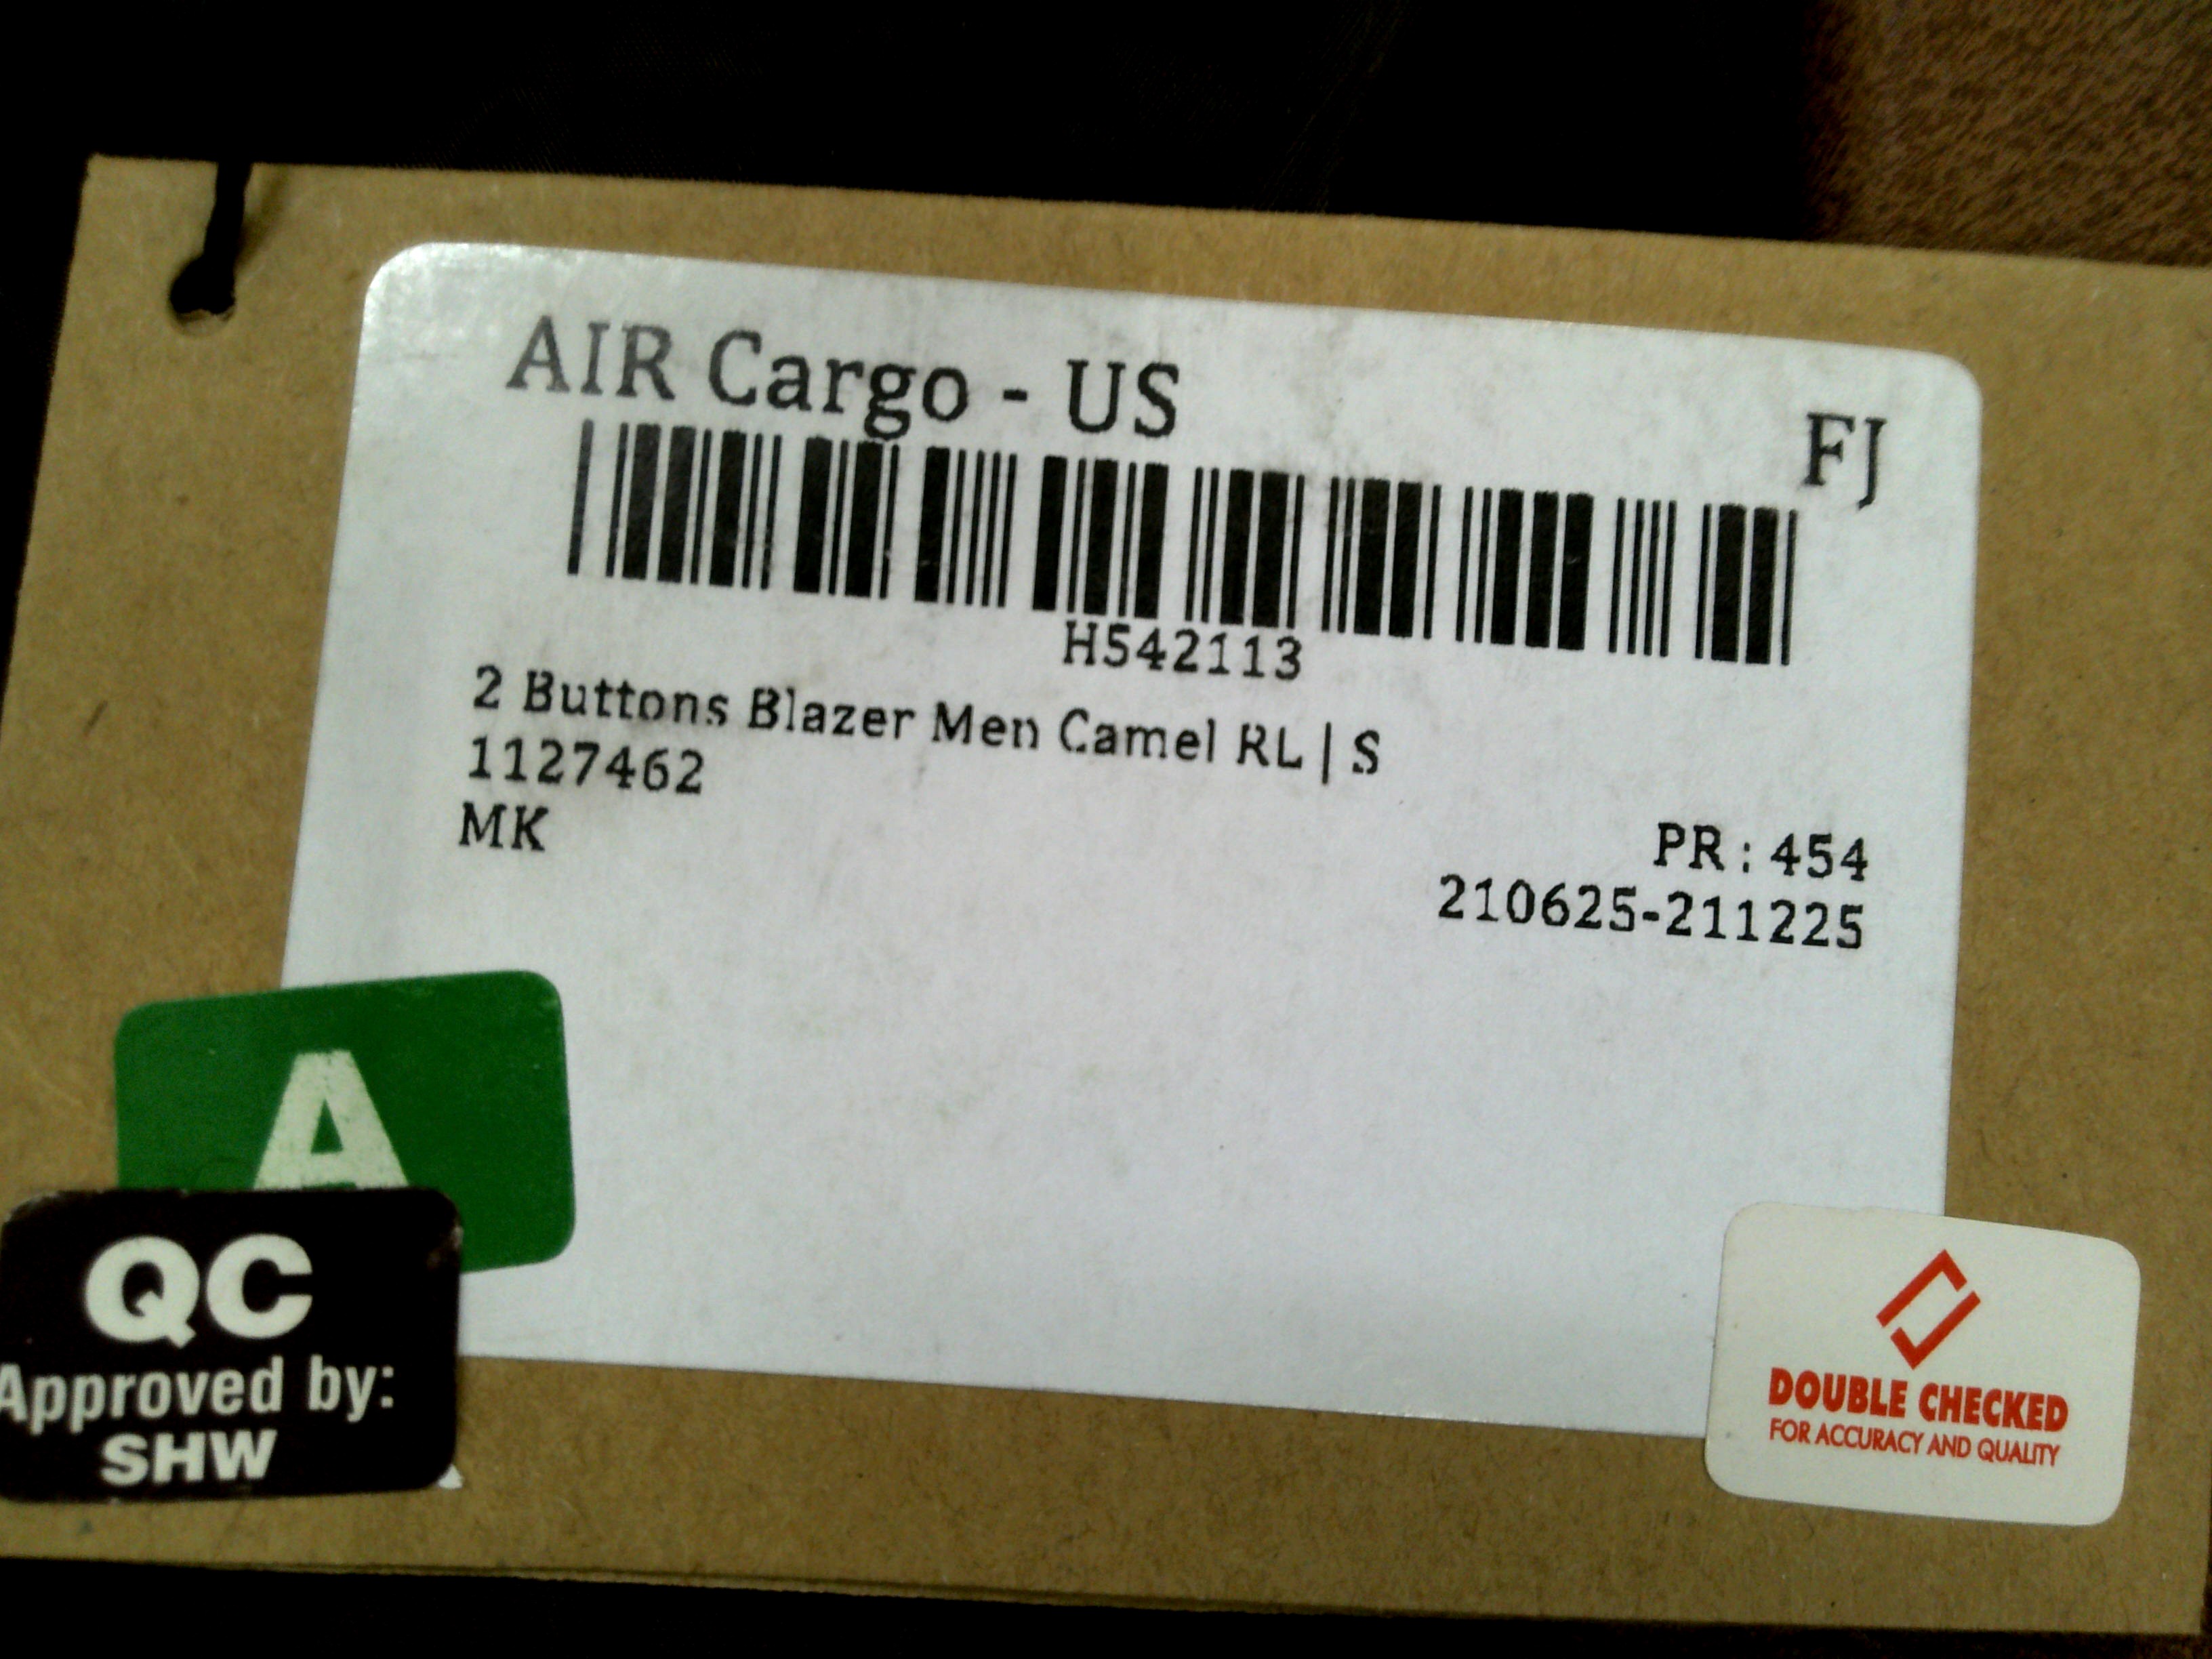 AIR Cargo - US
FJ
H542113
2 Buttons Blazer Men Camel RL | S
1127462
MK
PR : 454
210625-211225
A
QC
Approved by:
SHW
DOUBLE CHECKED
FOR ACCURACY AND QUALITY